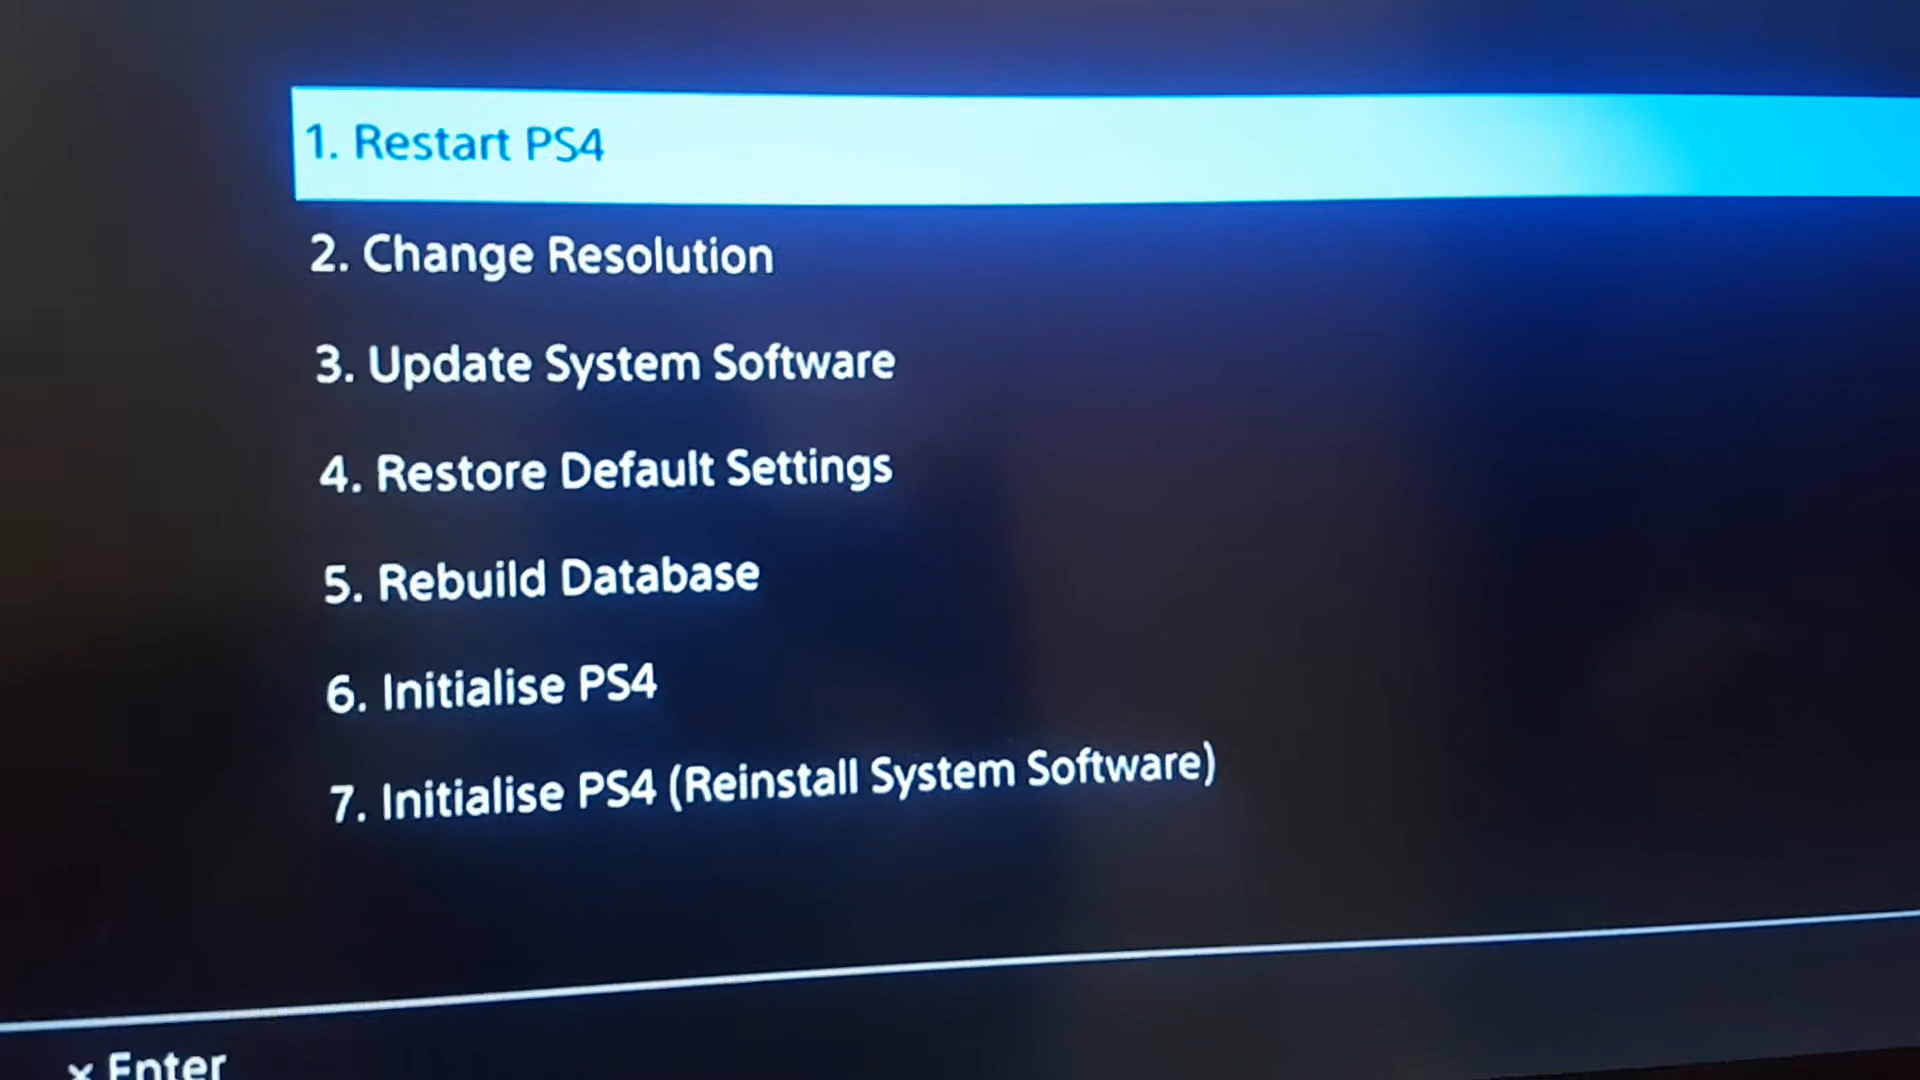 1. Restart PS4
2. Change Resolution
3. Update System Software
4. Restore Default Settings
5. Rebuild Database
6. Initialise PS4
7. Initialise PS4 (Reinstall System Software)
× Enter